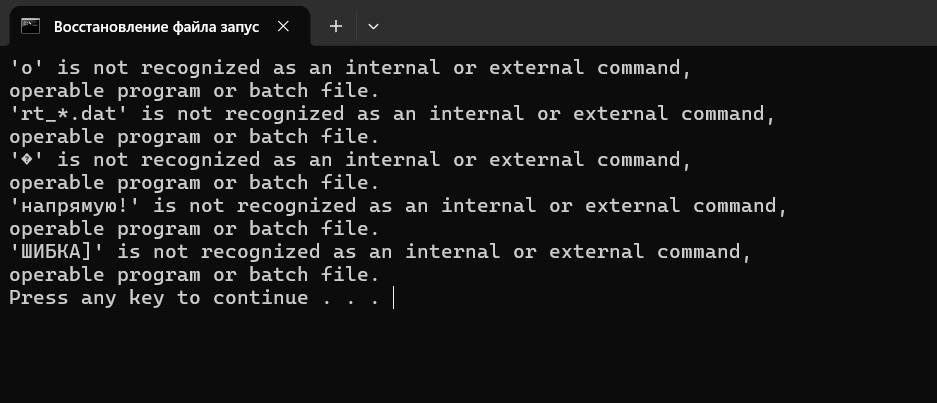 Восстановление файла запус
'о' is not recognized as an internal or external command,
operable program or batch file.
'rt_*.dat' is not recognized as an internal or external command,
operable program or batch file.
'�' is not recognized as an internal or external command,
operable program or batch file.
'напрямую!' is not recognized as an internal or external command,
operable program or batch file.
'ШИБКА]' is not recognized as an internal or external command,
operable program or batch file.
Press any key to continue . . .